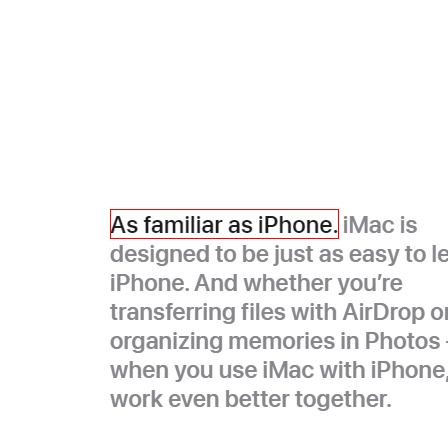 As familiar as iPhone. iMac is
designed to be just as easy to
iPhone. And whether you're
transferring files with AirDrop
organizing memories in Photos
when you use iMac with iPhone,
work even better together.